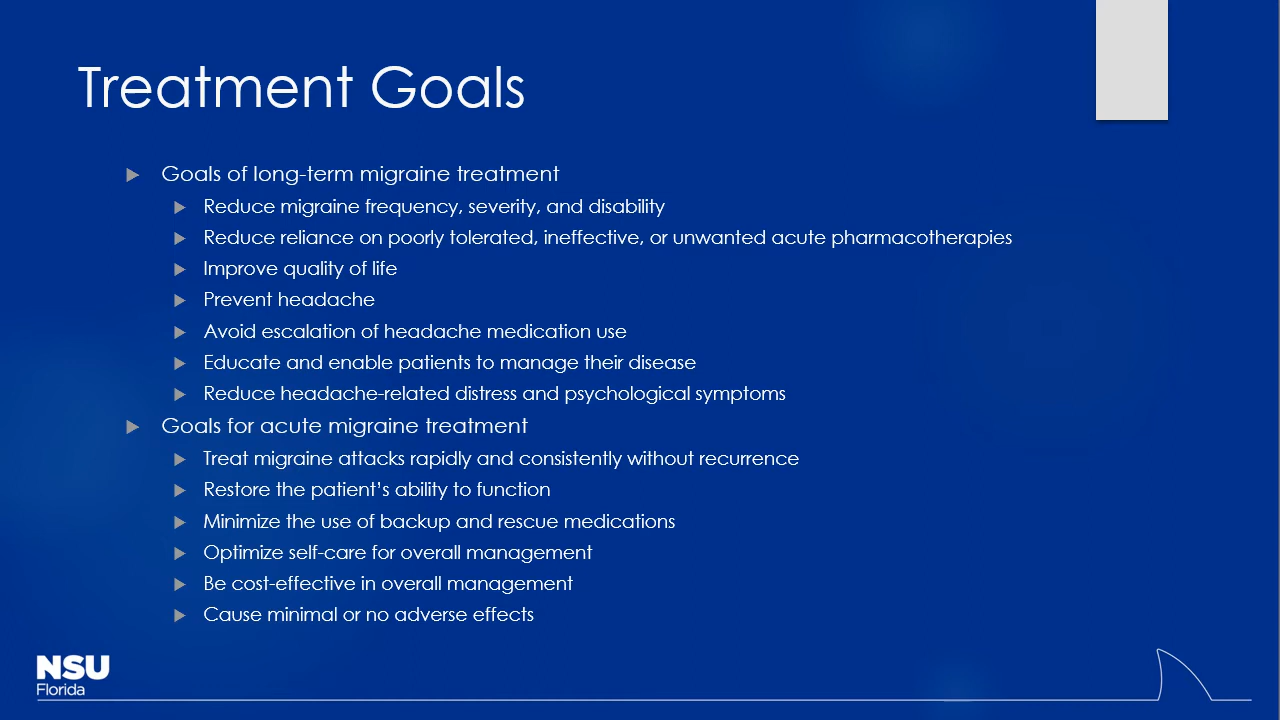 Treatment Goals
Goals of long-term migraine treatment
Reduce migraine frequency, severity, and disability
Reduce reliance on poorly tolerated, ineffective, or unwanted acute pharmacotherapies
Improve quality of life
Prevent headache
Avoid escalation of headache medication use
Educate and enable patients to manage their disease
Reduce headache-related distress and psychological symptoms
Goals for acute migraine treatment
Treat migraine attacks rapidly and consistently without recurrence
Restore the patient’s ability to function
Minimize the use of backup and rescue medications
Optimize self-care for overall management
Be cost-effective in overall management
Cause minimal or no adverse effects
NSU
Florida